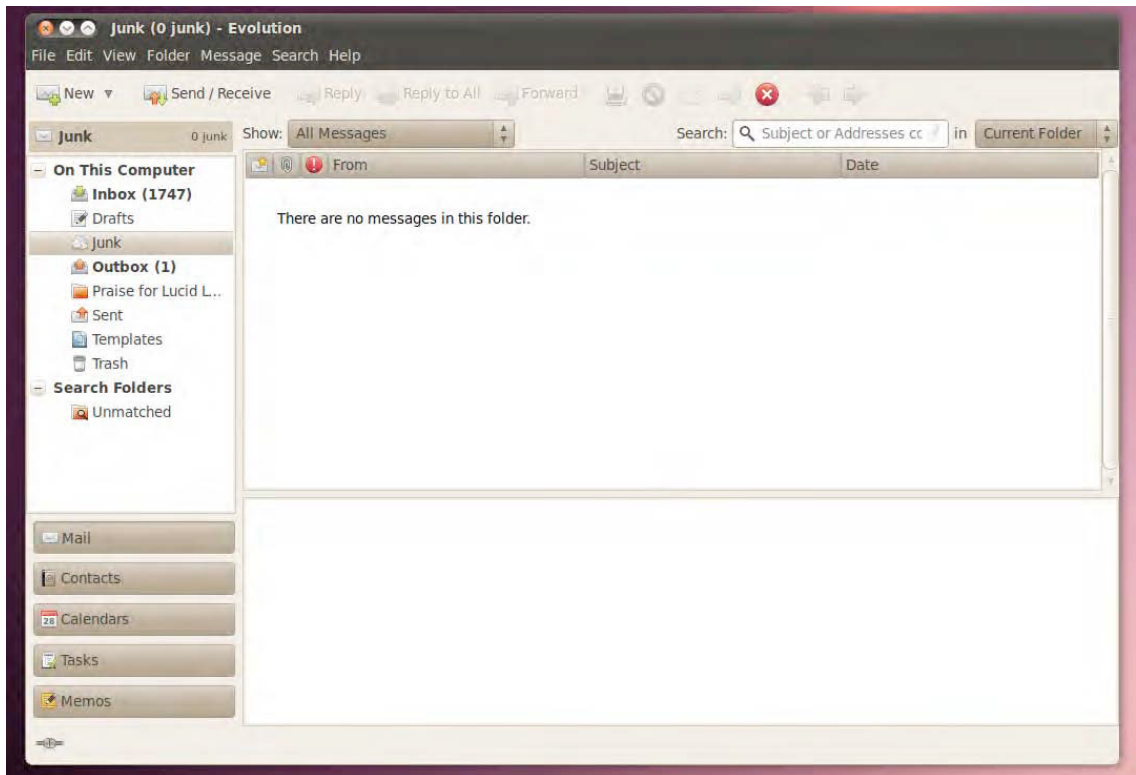 Junk (0 junk) - Evolution
File Edit View Folder Message Search Help
New Send / Receive Reply Reply to All Forward
Junk 0 junk Show: All Messages Search: Subject or Addresses cc in Current Folder
From Subject Date
On This Computer
Inbox (1747)
Drafts
There are no messages in this folder.
Junk
Outbox (1)
Praise for Lucid L...
Sent
Templates
Trash
Search Folders
Unmatched
Mail
Contacts
28 Calendars
Tasks
Memos